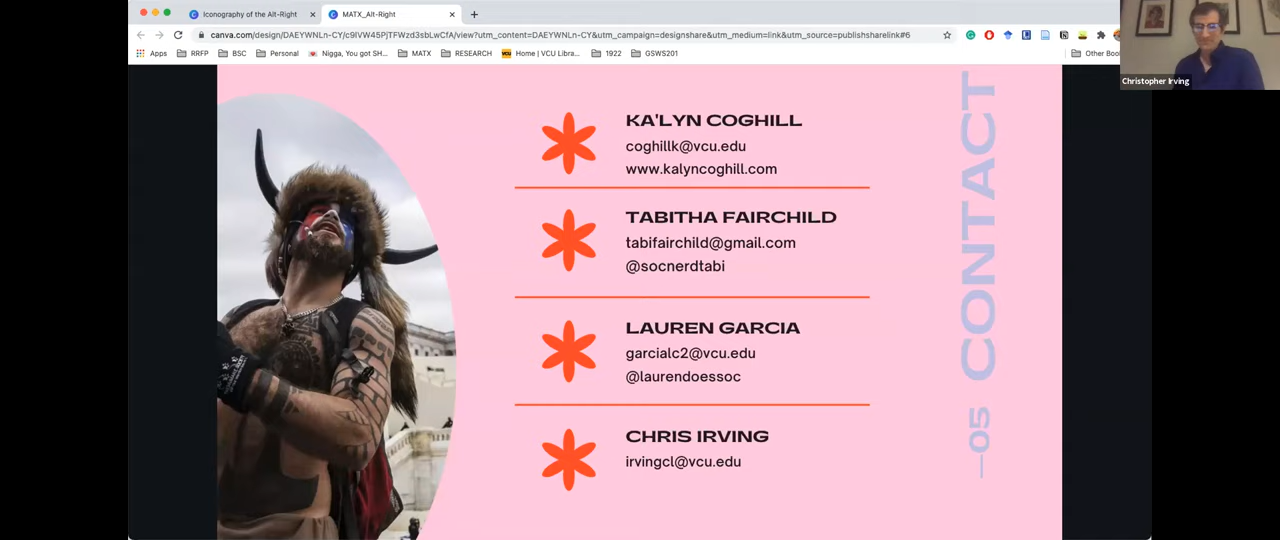 Iconography of the Alt-Right
MATX_Alt-Right
canva.com/design/DAEYWNLn-CY/c9IVW45PjTFWzd3sbLwCfA/view?utm_content=DAEYWNLn-CY&utm_campaign=designshare&utm_medium=link&utm_source=publishsharelink#6
Apps RRFP BSC Personal Nigga, You got SH... MATX RESEARCH Home | VCU Libra... 1922 GSWS201 Other Boo
Christopher Irving
KA'LYN COGHILL
coghillk@vcu.edu
www.kalyncoghill.com
TABITHA FAIRCHILD
tabifairchild@gmail.com
@socnerdtabi
LAUREN GARCIA
garcialc2@vcu.edu
@laurendoessoc
CHRIS IRVING
irvingcl@vcu.edu
—05 CONTACT